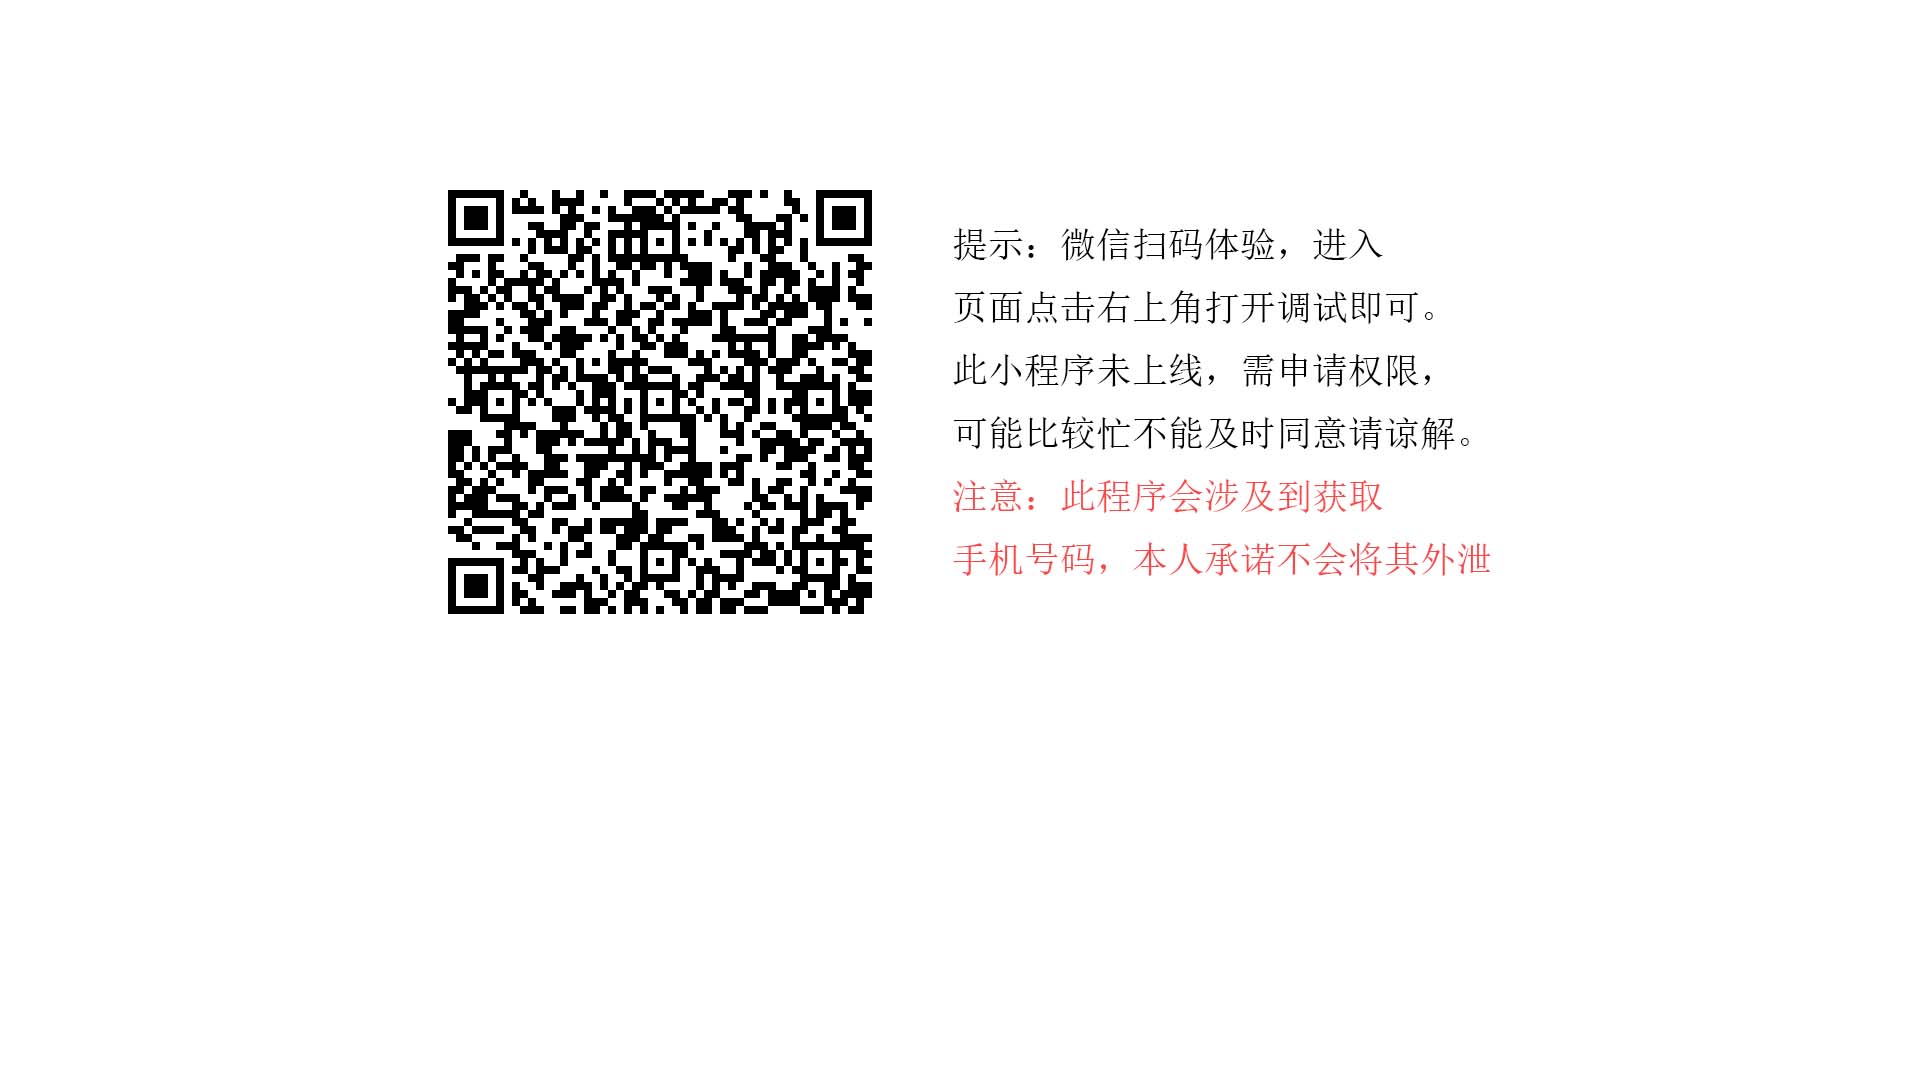 提示：微信扫码体验，进入
页面点击右上角打开调试即可。
此小程序未上线，需申请权限，
可能比较忙不能及时同意请谅解。
注意：此程序会涉及到获取
手机号码，本人承诺不会将其外泄